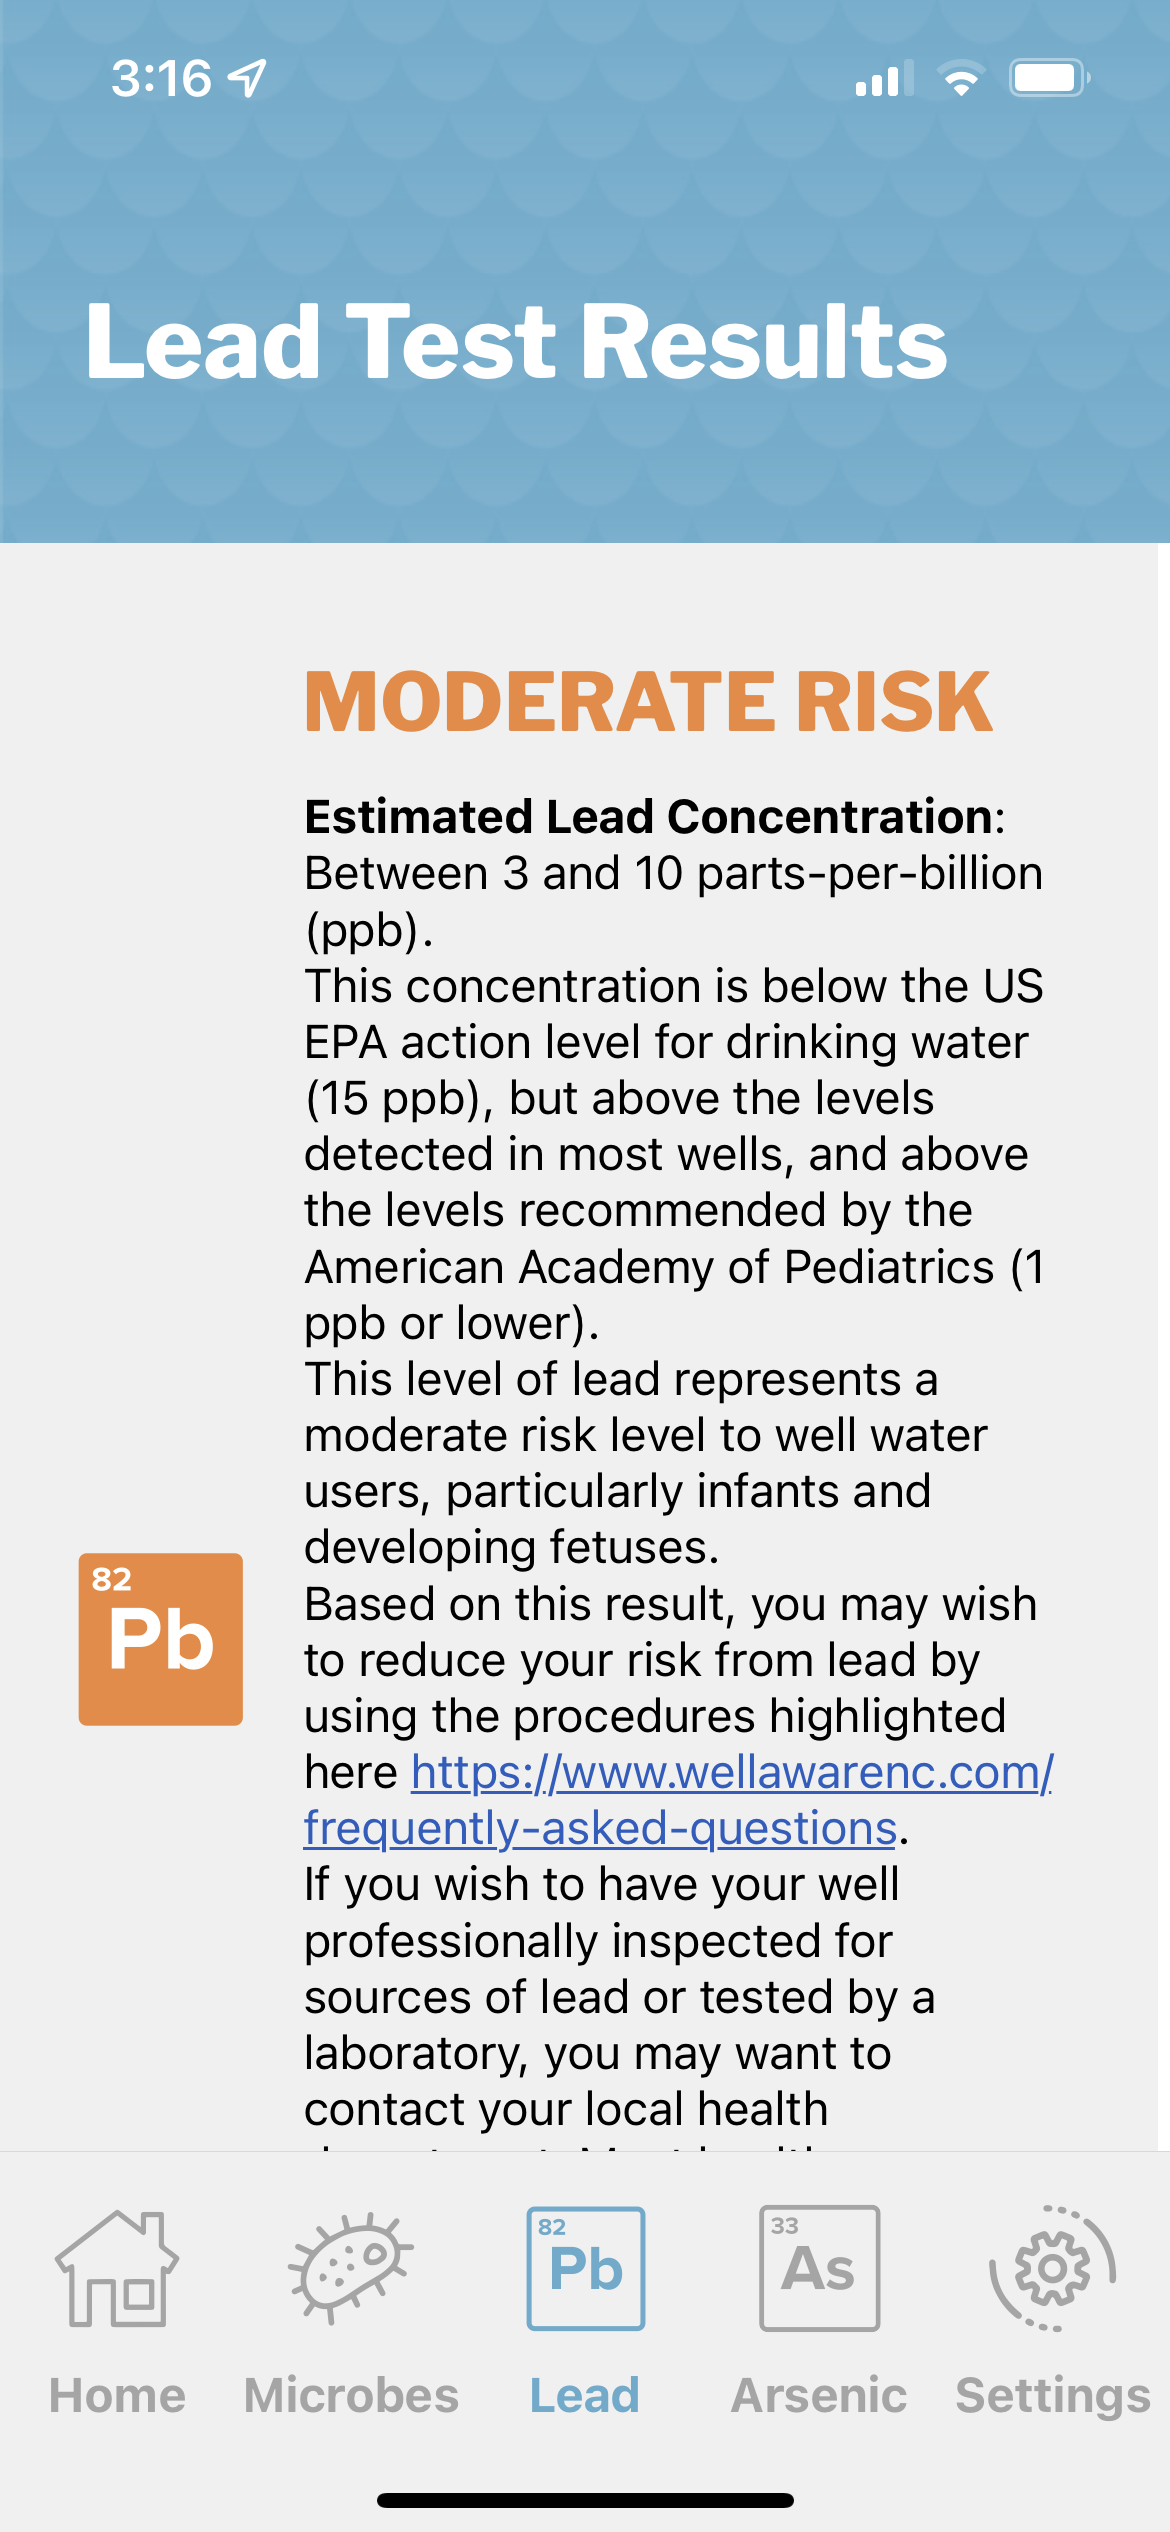 3:16
Lead Test Results
MODERATE RISK
Estimated Lead Concentration:
Between 3 and 10 parts-per-billion
(ppb).
This concentration is below the US
EPA action level for drinking water
(15 ppb), but above the levels
detected in most wells, and above
the levels recommended by the
American Academy of Pediatrics (1
ppb or lower).
This level of lead represents a
moderate risk level to well water
users, particularly infants and
developing fetuses.
Based on this result, you may wish
to reduce your risk from lead by
using the procedures highlighted
here https://www.wellawarenc.com/
frequently-asked-questions.
If you wish to have your well
professionally inspected for
sources of lead or tested by a
laboratory, you may want to
contact your local health
82
Pb
82
Pb
33
As
Home
Microbes
Lead
Arsenic
Settings